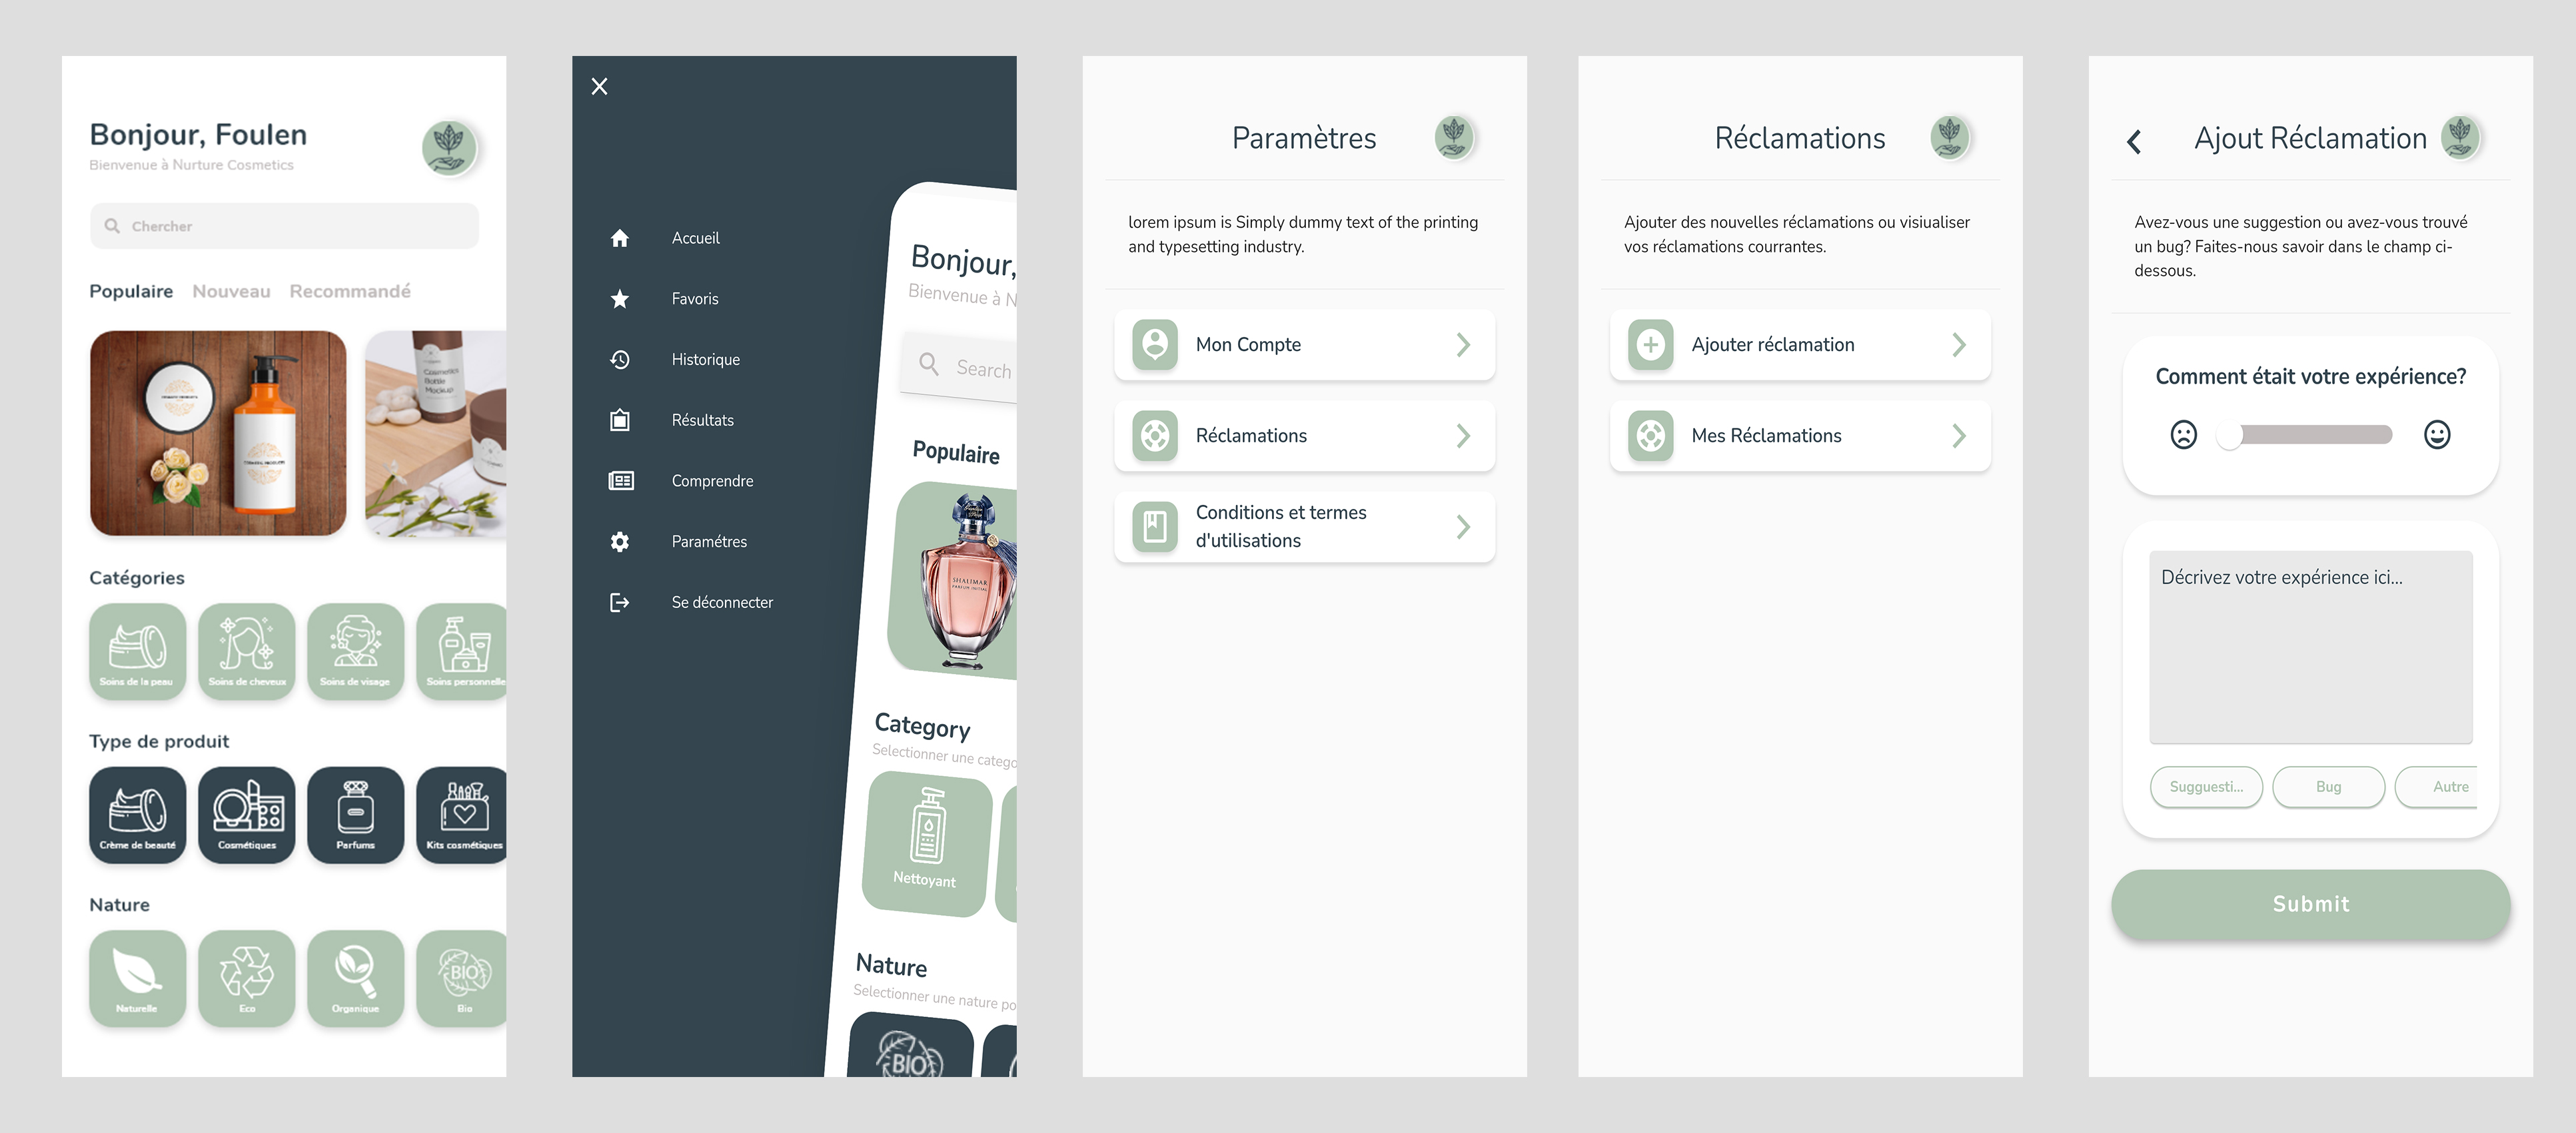 Bonjour, Foulen
Bienvenue à Nurture Cosmetics
Chercher
Populaire Nouveau Recommandé
Cosmetics
Bottle
Mockup
Catégories
Soins de la peau Soins de cheveux Soins de visage Soins personnelle
Type de produit
Crème de beauté Cosmétiques Parfums Kits cosmétiques
Nature
Naturelle Eco Organique BIO Bio
Accueil
Favoris
Historique
Résultats
Comprendre
Paramétres
Se déconnecter
Bonjour,
Bienvenue à N
Search
Populaire
SHALIMAR
PARFUM INITIAL
Category
Selectionner une catego
Nettoyant
Nature
Selectionner une nature po
BIO
Paramètres
lorem ipsum is Simply dummy text of the printing
and typesetting industry.
Mon Compte
Réclamations
Conditions et termes
d'utilisations
Réclamations
Ajouter des nouvelles réclamations ou visiualiser
vos réclamations courrantes.
Ajouter réclamation
Mes Réclamations
Ajout Réclamation
Avez-vous une suggestion ou avez-vous trouvé
un bug? Faites-nous savoir dans le champ ci-
dessous.
Comment était votre expérience?
Décrivez votre expérience ici...
Sugguesti... Bug Autre
Submit